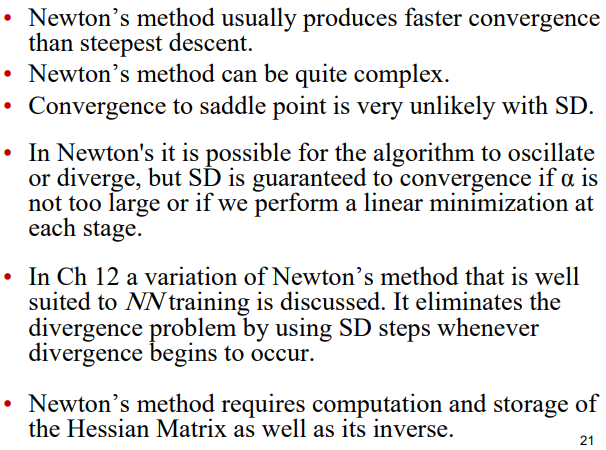 • Newton’s method usually produces faster convergence
than steepest descent.
• Newton’s method can be quite complex.
• Convergence to saddle point is very unlikely with SD.
• In Newton's it is possible for the algorithm to oscillate
or diverge, but SD is guaranteed to convergence if α is
not too large or if we perform a linear minimization at
each stage.
• In Ch 12 a variation of Newton’s method that is well
suited to NN training is discussed. It eliminates the
divergence problem by using SD steps whenever
divergence begins to occur.
• Newton’s method requires computation and storage of
the Hessian Matrix as well as its inverse.
21